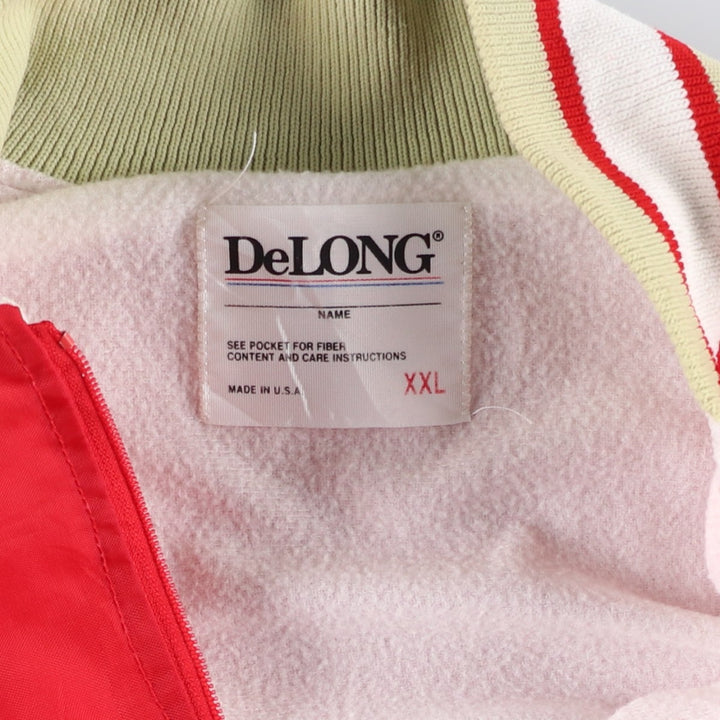 DeLONG®
NAME
SEE POCKET FOR FIBER
CONTENT AND CARE INSTRUCTIONS
MADE IN U.S.A. XXL